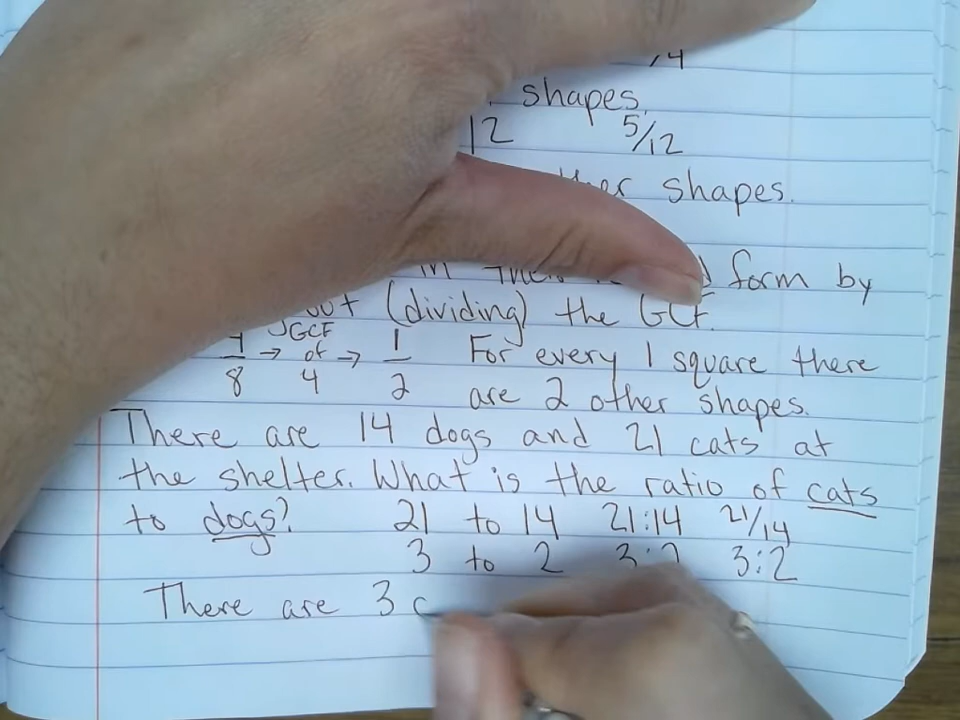 shapes.
12 5/12
shapes.
in form by
(dividing) the GCF.
GCF
8 → of 4 → 1/2 For every 1 square there
are 2 other shapes.
There are 14 dogs and 21 cats at
the shelter. What is the ratio of cats
to dogs? 21 to 14 21:14 21/14
3 to 2 3:2 3:2
There are 3 c